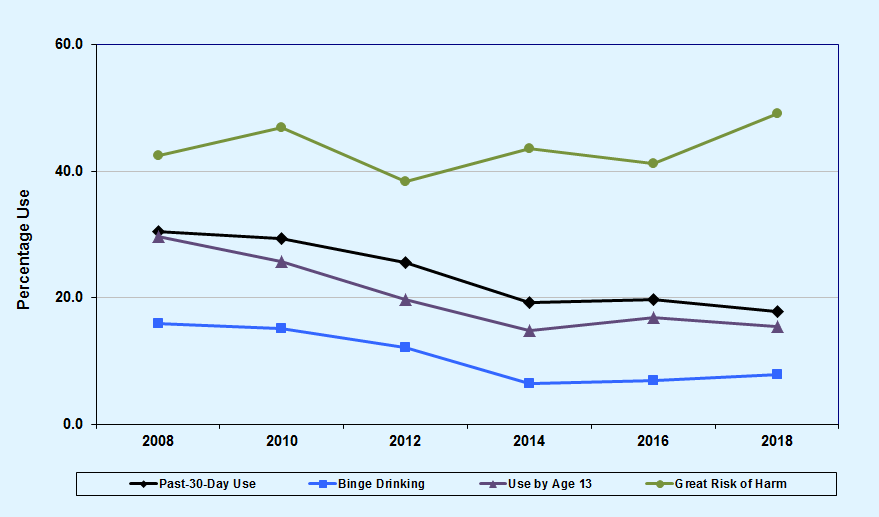 60.0
40.0
20.0
0.0
Percentage Use
2008 2010 2012 2014 2016 2018
Past-30-Day Use Binge Drinking Use by Age 13 Great Risk of Harm